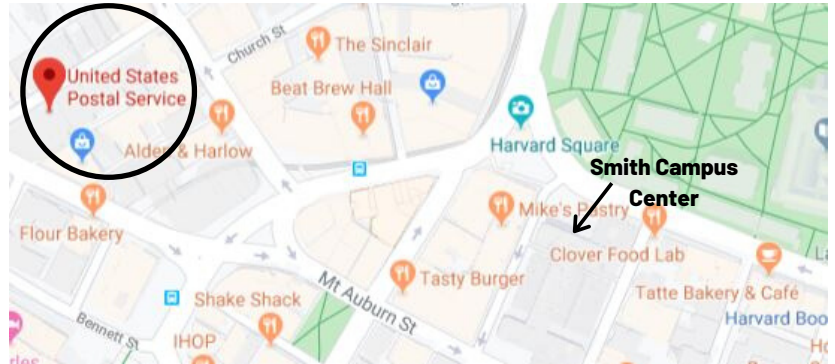 Church St
The Sinclair
United States
Postal Service
Beat Brew Hall
Alden & Harlow
Harvard Square
Smith Campus
Center
Mike's Pastry
Flour Bakery
Clover Food Lab
Tasty Burger
Mt Auburn St
Tatte Bakery & Café
Shake Shack
Harvard Boo
Bennett St
IHOP